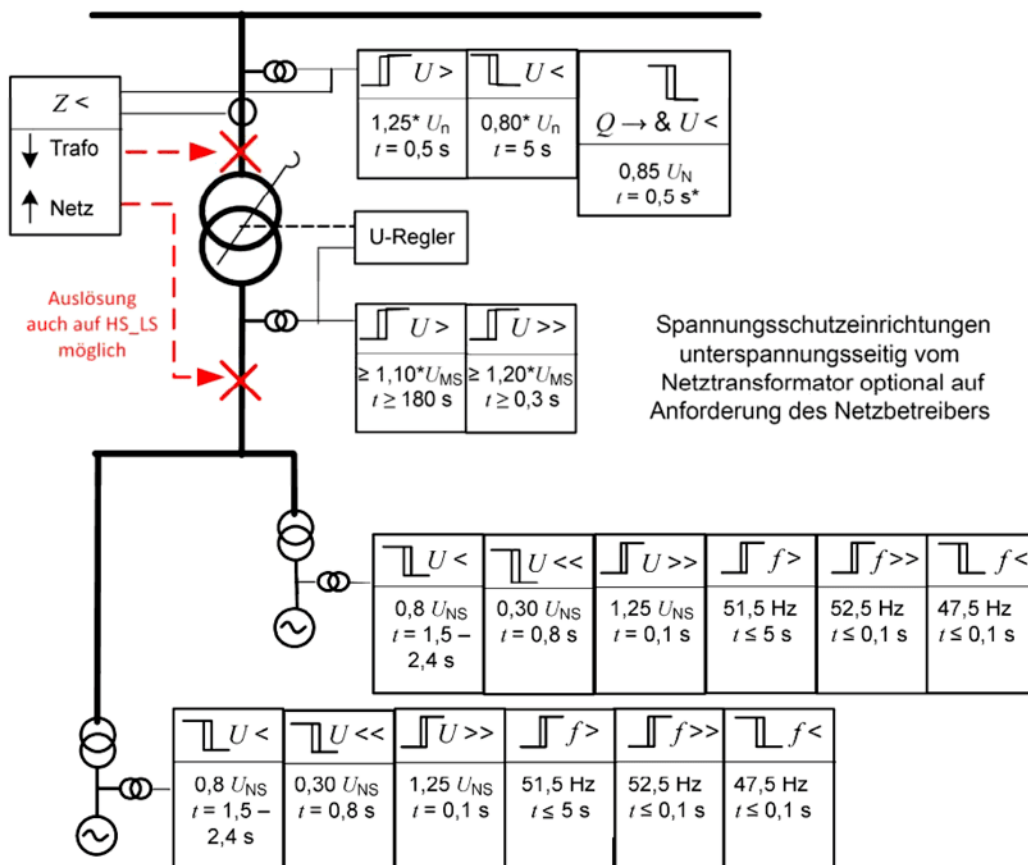 U >
U <
1,25* Un
t = 0,5 s
0,80* Un
t = 5 s
Q → & U <
0,85 UN
t = 0,5 s*
Z <
↓ Trafo
↑ Netz
U-Regler
Auslösung
auch auf HS_LS
möglich
U >
U >>
≥ 1,10*UMS
t ≥ 180 s
≥ 1,20*UMS
t ≥ 0,3 s
Spannungsschutzeinrichtungen
unterspannungsseitig vom
Netztransformator optional auf
Anforderung des Netzbetreibers
U <
U <<
U >>
f >
f >>
f <
0,8 UNS
t = 1,5 –
2,4 s
0,30 UNS
t = 0,8 s
1,25 UNS
t = 0,1 s
51,5 Hz
t ≤ 5 s
52,5 Hz
t ≤ 0,1 s
47,5 Hz
t ≤ 0,1 s
U <
U <<
U >>
f >
f >>
f <
0,8 UNS
t = 1,5 –
2,4 s
0,30 UNS
t = 0,8 s
1,25 UNS
t = 0,1 s
51,5 Hz
t ≤ 5 s
52,5 Hz
t ≤ 0,1 s
47,5 Hz
t ≤ 0,1 s